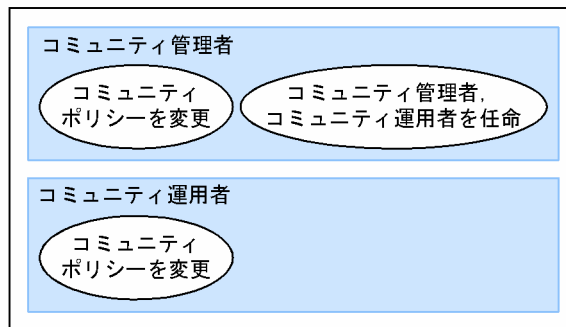 コミュニティ管理者
コミュニティ
ポリシーを変更
コミュニティ管理者,
コミュニティ運用者を任命
コミュニティ運用者
コミュニティ
ポリシーを変更